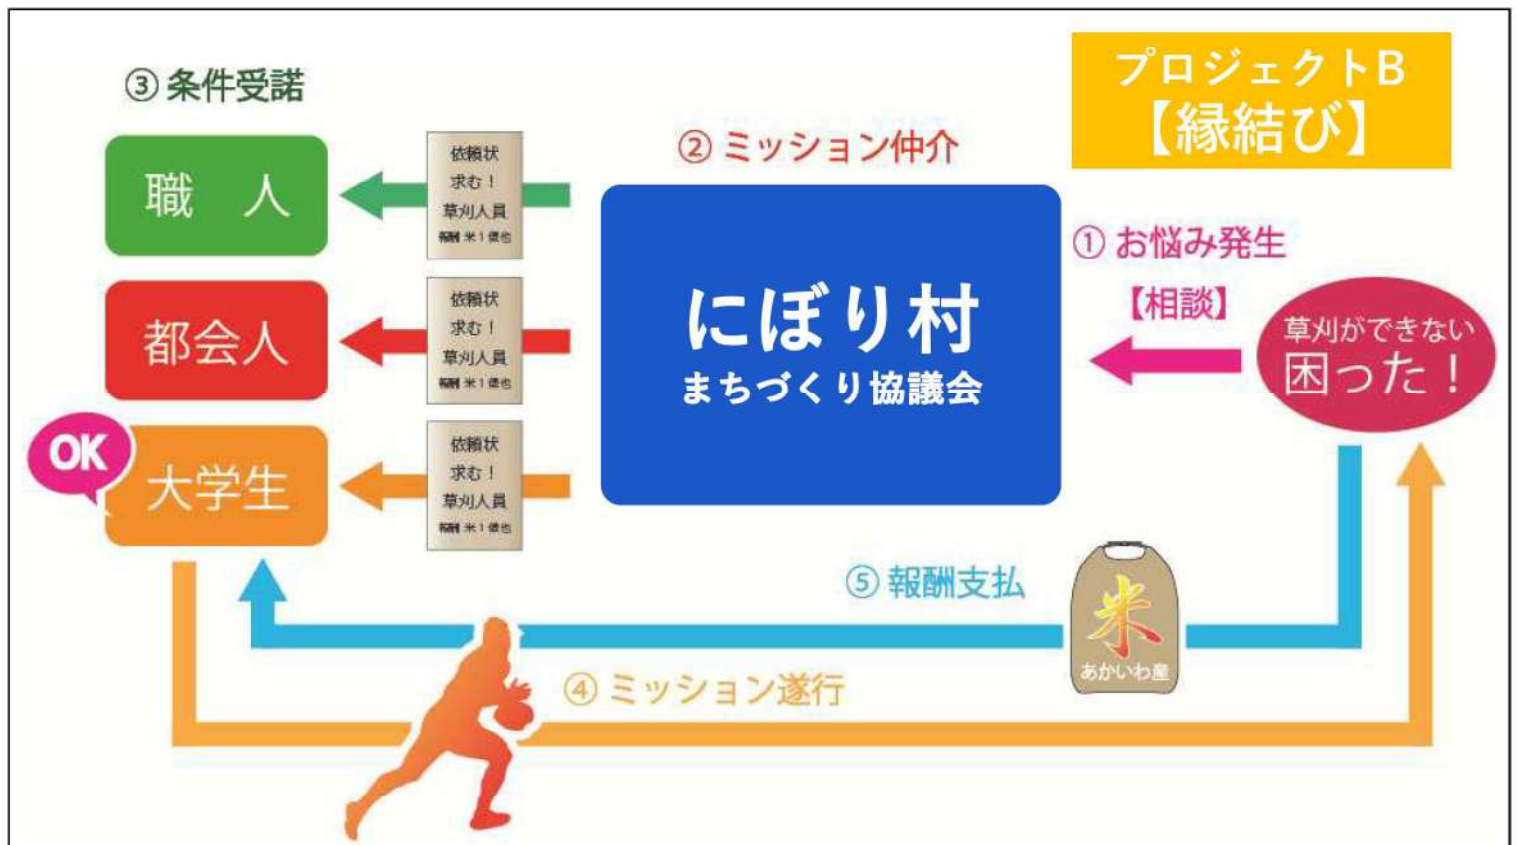 プロジェクトB
【縁結び】
③ 条件受諾
② ミッション仲介
① お悩み発生
【相談】
職　人
都会人
大学生
OK
依頼状
求む！
草刈人員
報酬 米1俵也
依頼状
求む！
草刈人員
報酬 米1俵也
依頼状
求む！
草刈人員
報酬 米1俵也
にぼり村
まちづくり協議会
草刈ができない
困った！
⑤ 報酬支払
米
あかいわ産
④ ミッション遂行